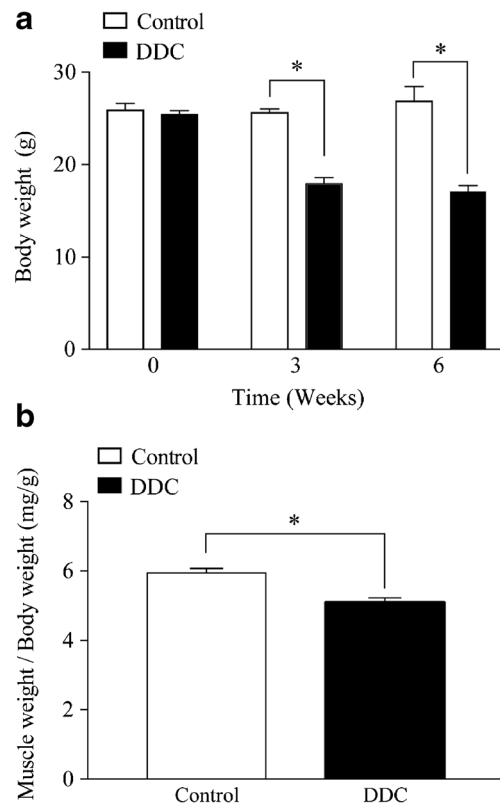 a
Control
DDC
Body weight (g)
30
20
10
0
*
*
0 3 6
Time (Weeks)
b
Control
DDC
Muscle weight / Body weight (mg/g)
8
6
4
2
0
*
Control DDC